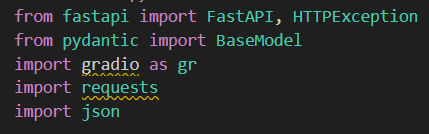 from fastapi import FastAPI, HTTPException
from pydantic import BaseModel
import gradio as gr
import requests
import json